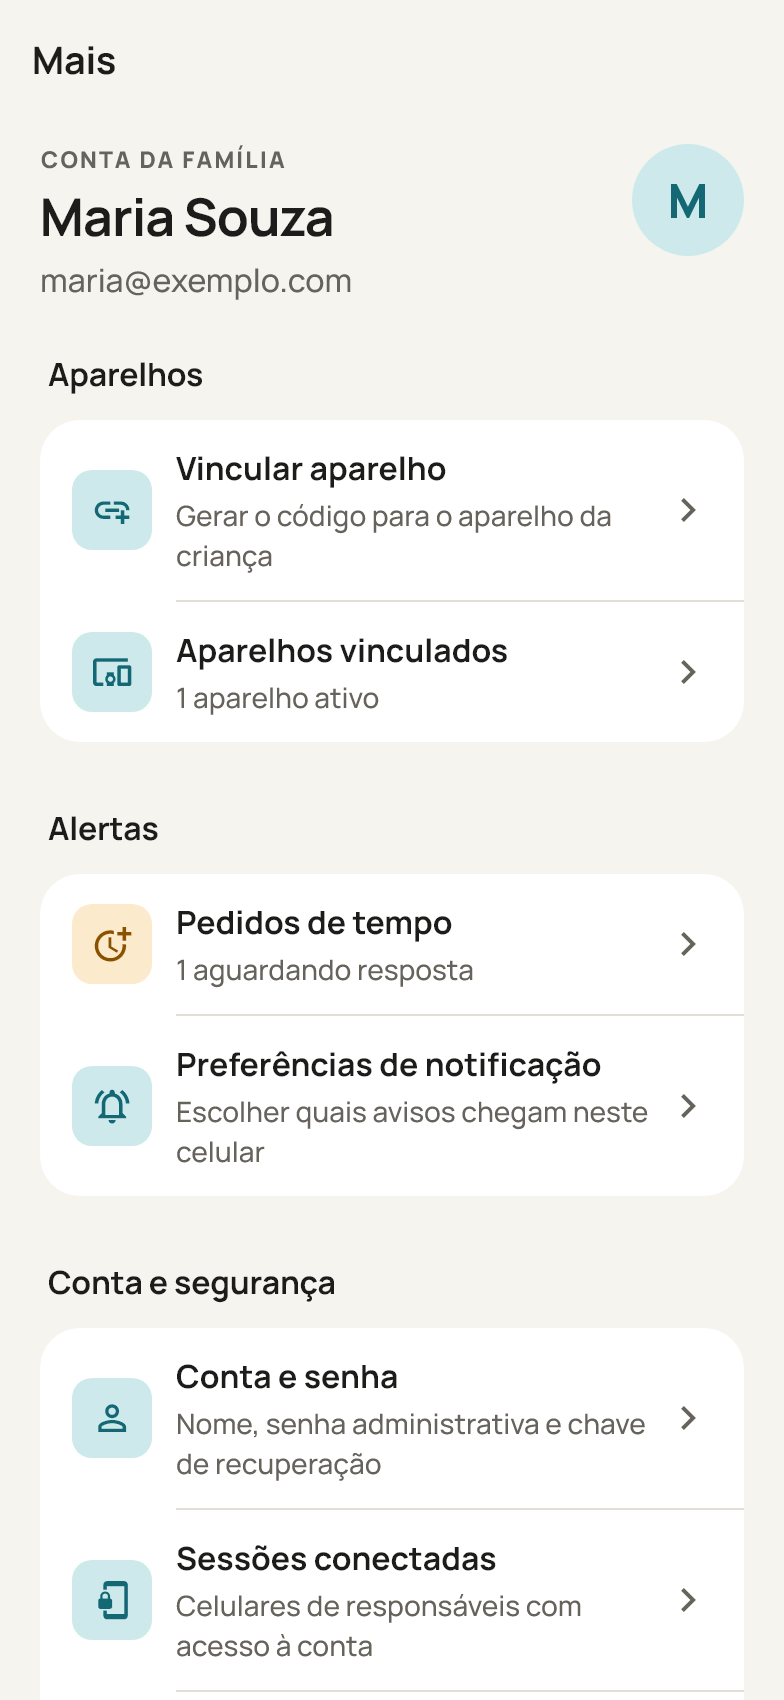 Mais
CONTA DA FAMÍLIA
Maria Souza
maria@exemplo.com
M
Aparelhos
Vincular aparelho
Gerar o código para o aparelho da
criança
Aparelhos vinculados
1 aparelho ativo
Alertas
Pedidos de tempo
1 aguardando resposta
Preferências de notificação
Escolher quais avisos chegam neste
celular
Conta e segurança
Conta e senha
Nome, senha administrativa e chave
de recuperação
Sessões conectadas
Celulares de responsáveis com
acesso à conta